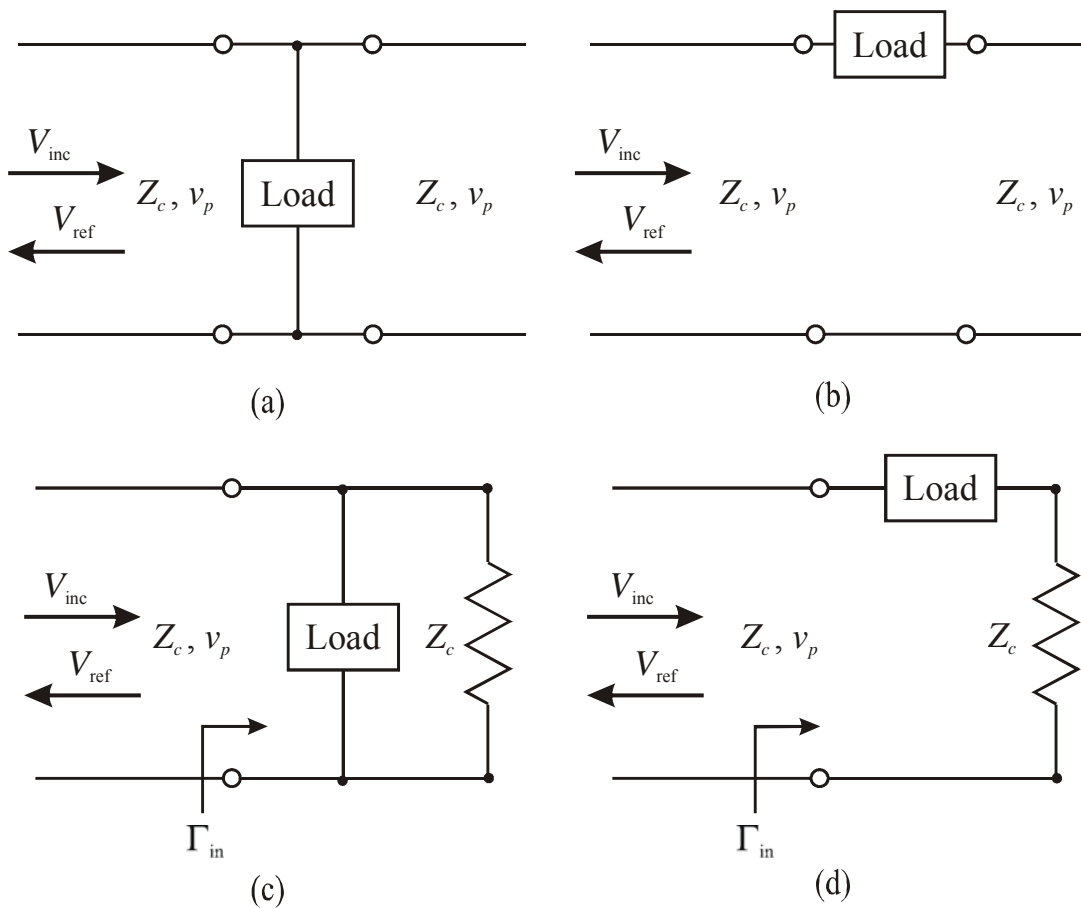 Load
V_inc
V_ref
Z_c, v_p
Load
Z_c, v_p
(a)
V_inc
V_ref
Z_c, v_p
Z_c, v_p
(b)
V_inc
V_ref
Z_c, v_p
Load
Z_c
Γ_in
(c)
Load
V_inc
V_ref
Z_c, v_p
Z_c
Γ_in
(d)